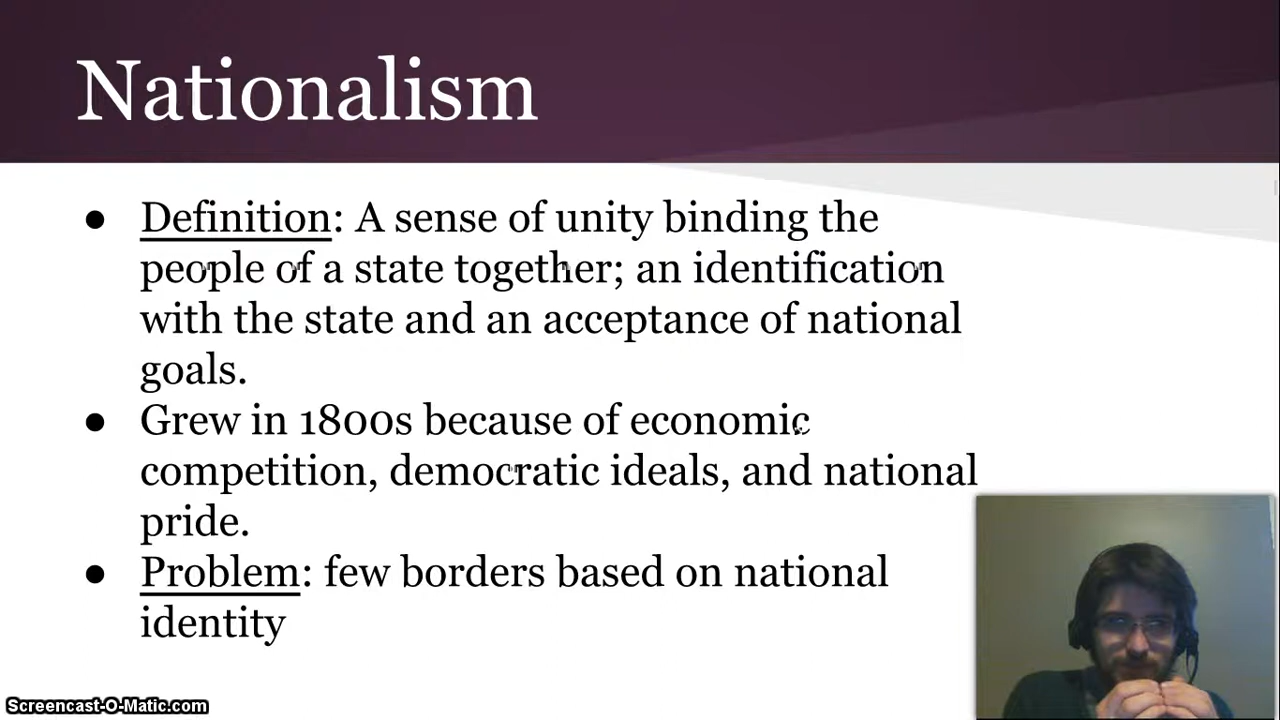 Nationalism
● Definition: A sense of unity binding the
people of a state together; an identification
with the state and an acceptance of national
goals.
● Grew in 1800s because of economic
competition, democratic ideals, and national
pride.
● Problem: few borders based on national
identity
Screencast-O-Matic.com